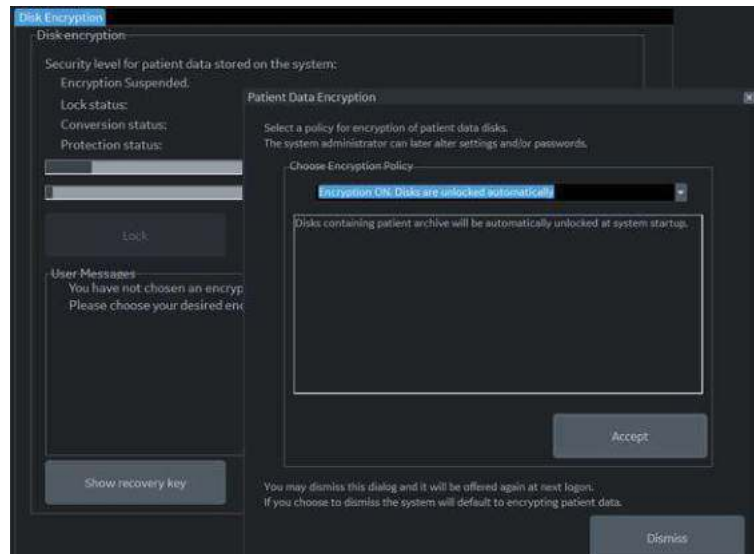 Disk Encryption
Disk encryption
Security level for patient data stored on the system:
Encryption Suspended.
Lock status:
Conversion status:
Protection status:
Lock
User Messages
You have not chosen an encryp
Please choose your desired enc
Show recovery key
Patient Data Encryption
Select a policy for encryption of patient data disks.
The system administrator can later alter settings and/or passwords.
Choose Encryption Policy
Encryption ON. Disks are unlocked automatically
Disks containing patient archive will be automatically unlocked at system startup.
Accept
You may dismiss this dialog and it will be offered again at next logon.
If you choose to dismiss the system will default to encrypting patient data.
Dismiss